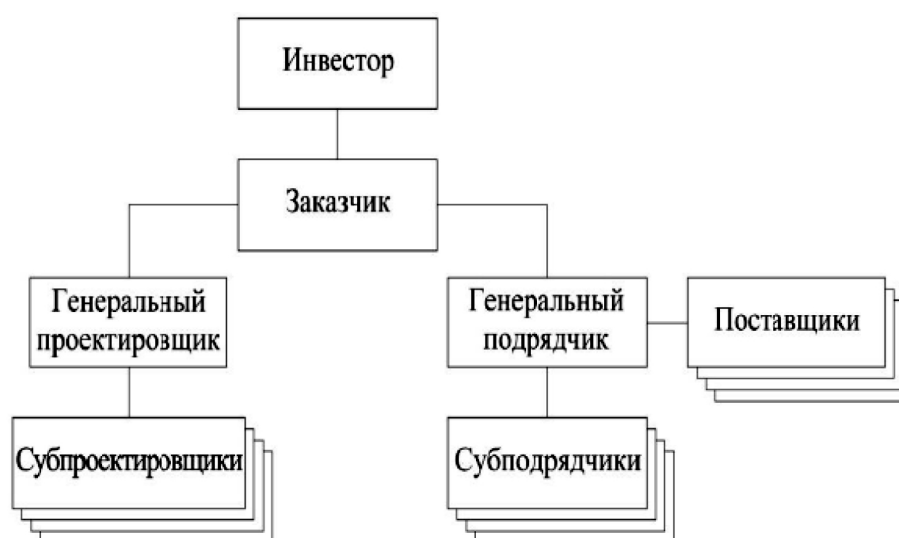 Инвестор
Заказчик
Генеральный
проектировщик
Генеральный
подрядчик
Поставщики
Субпроектировщики
Субподрядчики